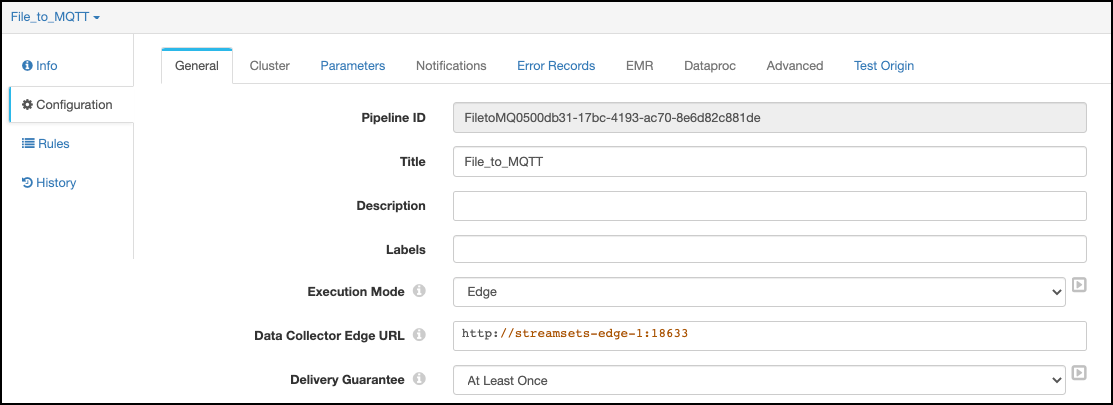 File_to_MQTT
Info
Configuration
Rules
History
General Cluster Parameters Notifications Error Records EMR Dataproc Advanced Test Origin
Pipeline ID FiletoMQ0500db31-17bc-4193-ac70-8e6d82c881de
Title File_to_MQTT
Description
Labels
Execution Mode Edge
Data Collector Edge URL http://streamsets-edge-1:18633
Delivery Guarantee At Least Once